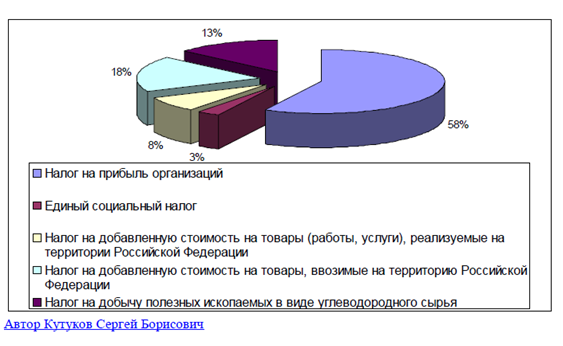 13%
18%
58%
8%
3%
Налог на прибыль организаций
Единый социальный налог
Налог на добавленную стоимость на товары (работы, услуги), реализуемые на
территории Российской Федерации
Налог на добавленную стоимость на товары, ввозимые на территорию Российской
Федерации
Налог на добычу полезных ископаемых в виде углеводородного сырья
Автор Кутуков Сергей Борисович